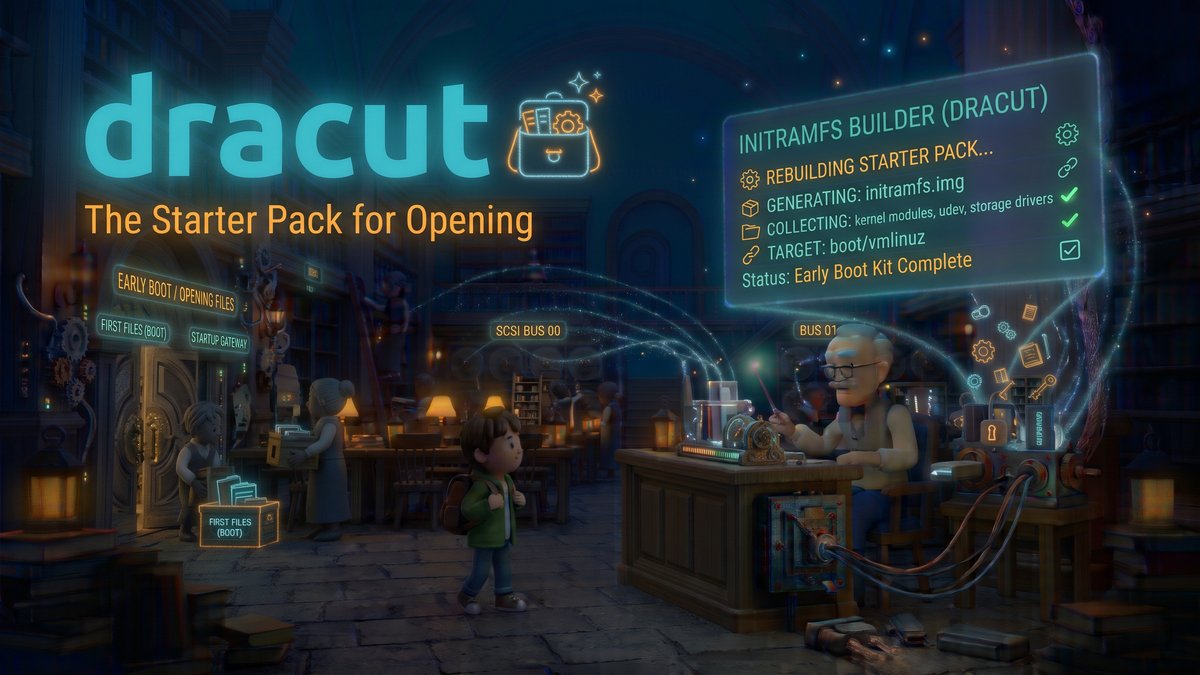 dracut
The Starter Pack for Opening
INITRAMFS BUILDER (DRACUT)
REBUILDING STARTER PACK...
GENERATING: initramfs.img
COLLECTING: kernel modules, udev, storage drivers
TARGET: boot/vmlinuz
Status: Early Boot Kit Complete
EARLY BOOT / OPENING FILES
FIRST FILES (BOOT)
STARTUP GATEWAY
SCSI BUS 00
BUS 01
FIRST FILES
(BOOT)